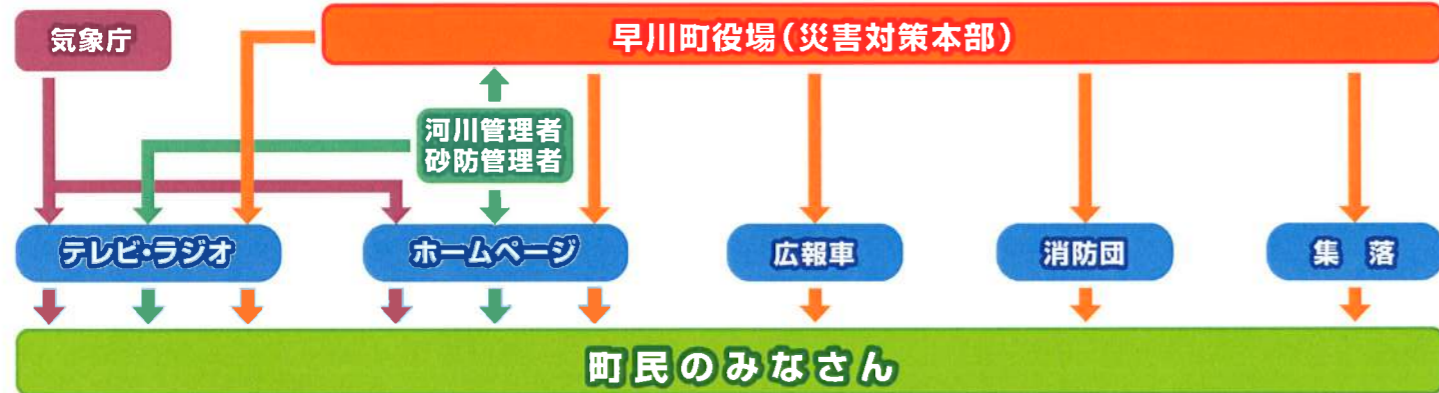 気象庁
早川町役場(災害対策本部)
河川管理者
砂防管理者
テレビ・ラジオ
ホームページ
広報車
消防団
集 落
町民のみなさん